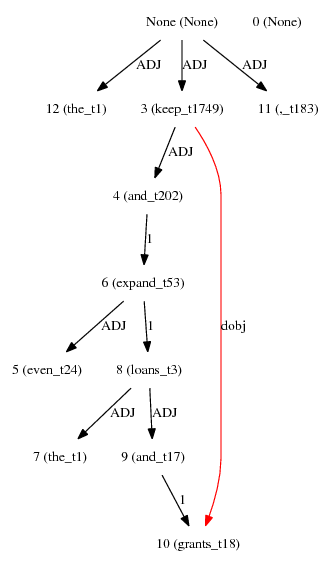 None (None) 0 (None)
ADJ ADJ ADJ
12 (the_t1) 3 (keep_t1749) 11 (,_t183)
ADJ
4 (and_t202)
1
6 (expand_t53)
ADJ 1 dobj
5 (even_t24) 8 (loans_t3)
ADJ ADJ
7 (the_t1) 9 (and_t17)
1
10 (grants_t18)